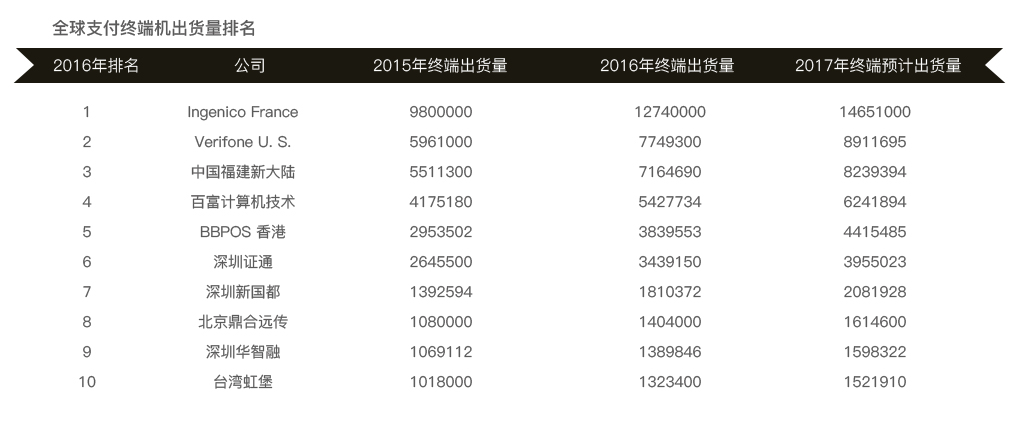 全球支付终端机出货量排名
2016年排名 公司 2015年终端出货量 2016年终端出货量 2017年终端预计出货量
1 Ingenico France 9800000 12740000 14651000
2 Verifone U. S. 5961000 7749300 8911695
3 中国福建新大陆 5511300 7164690 8239394
4 百富计算机技术 4175180 5427734 6241894
5 BBPOS 香港 2953502 3839553 4415485
6 深圳证通 2645500 3439150 3955023
7 深圳新国都 1392594 1810372 2081928
8 北京鼎合远传 1080000 1404000 1614600
9 深圳华智融 1069112 1389846 1598322
10 台湾虹堡 1018000 1323400 1521910